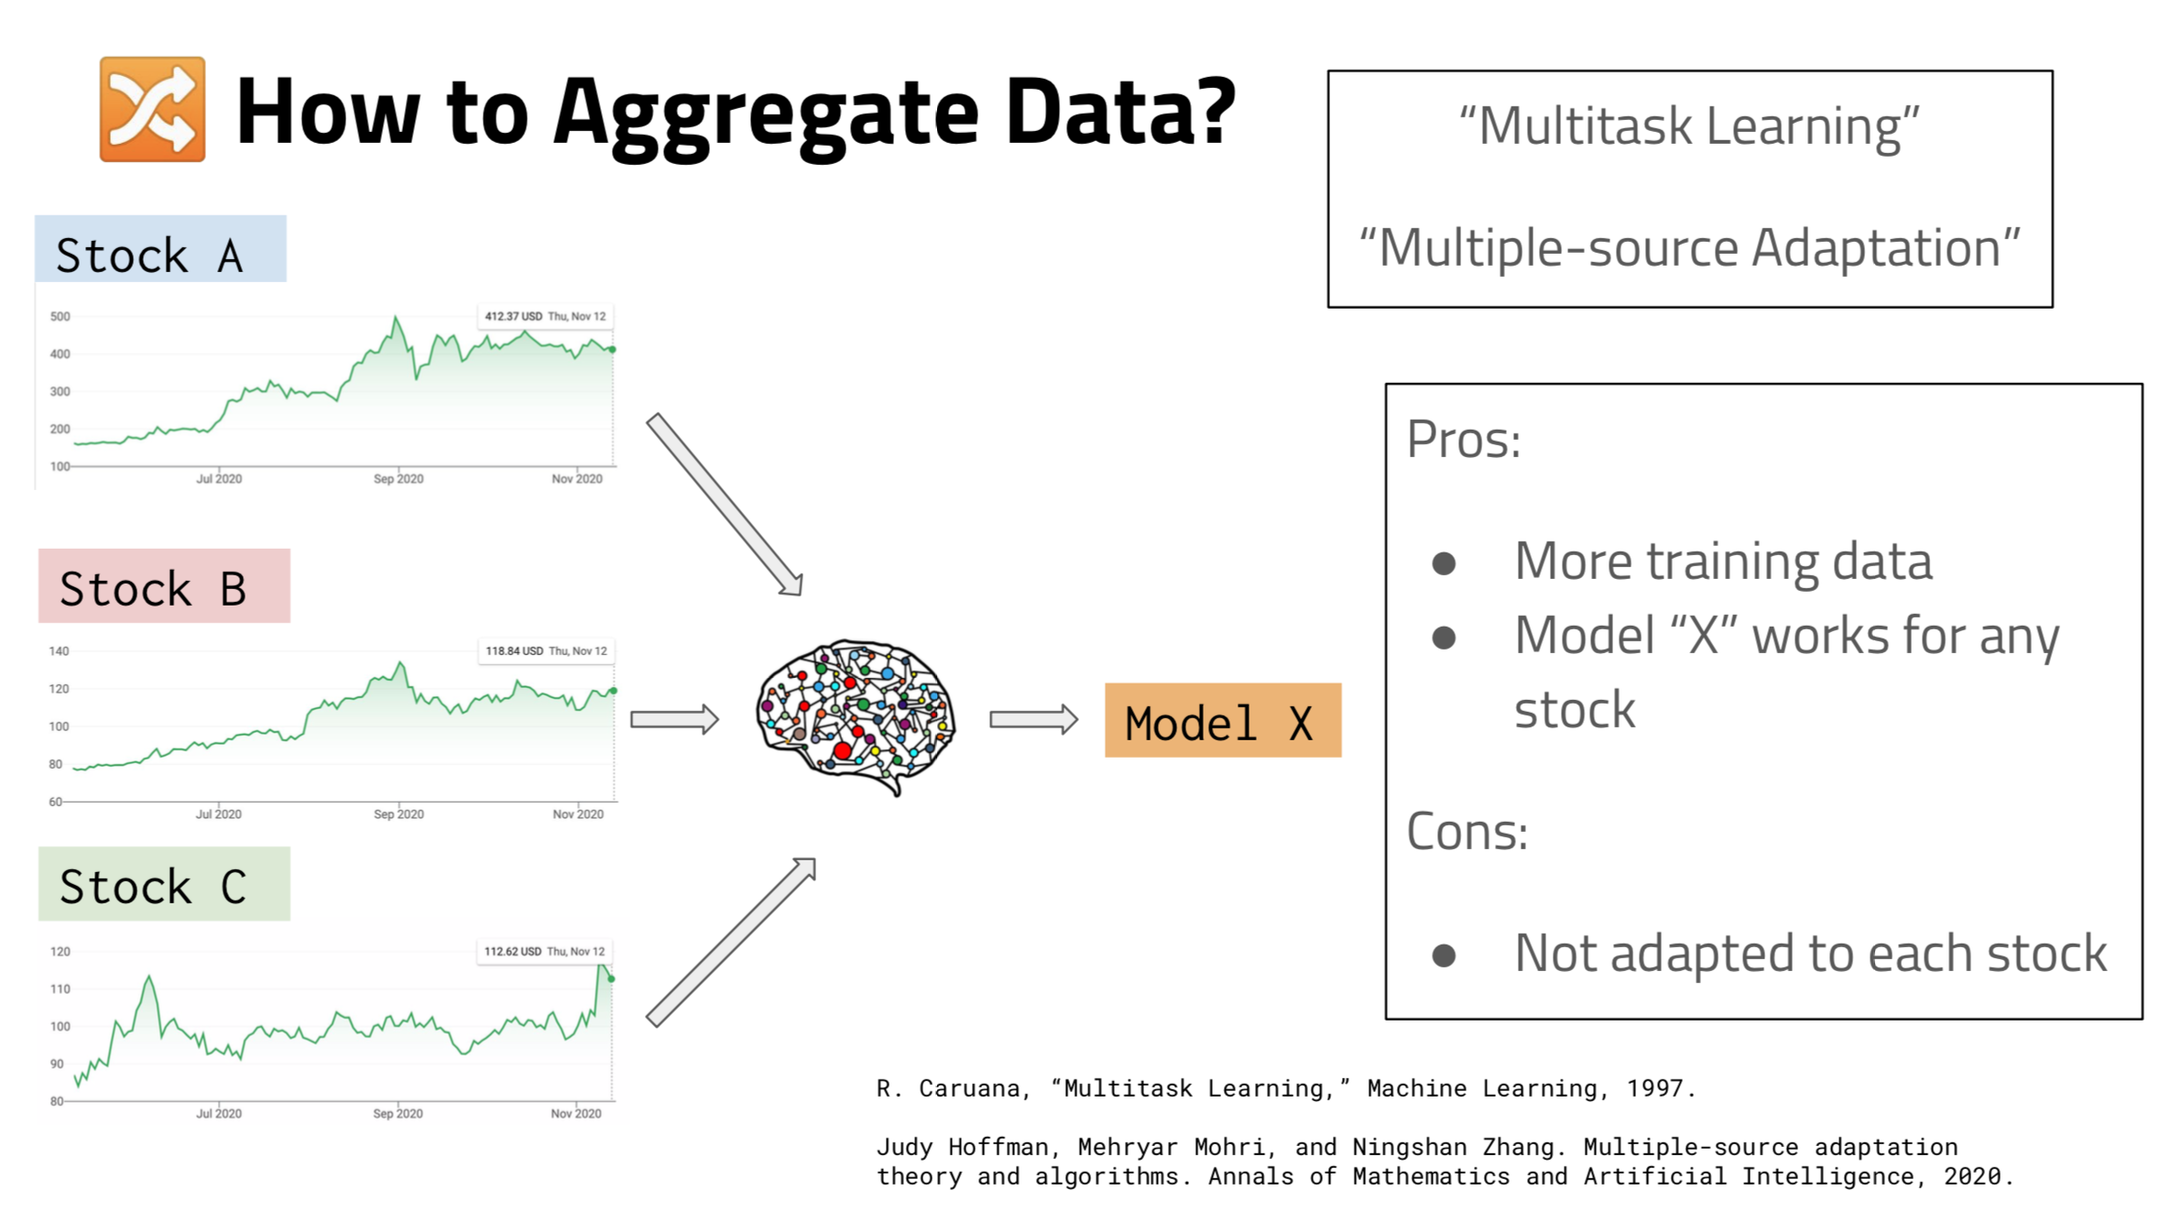 How to Aggregate Data?
“Multitask Learning”
“Multiple-source Adaptation”
Stock A
500
400
300
200
100
412.37 USD Thu, Nov 12
Jul 2020
Sep 2020
Nov 2020
Stock B
140
120
100
80
60
118.84 USD Thu, Nov 12
Jul 2020
Sep 2020
Nov 2020
Stock C
120
110
100
90
80
112.62 USD Thu, Nov 12
Jul 2020
Sep 2020
Nov 2020
Model X
Pros:
● More training data
● Model “X” works for any
stock
Cons:
● Not adapted to each stock
R. Caruana, “Multitask Learning,” Machine Learning, 1997.
Judy Hoffman, Mehryar Mohri, and Ningshan Zhang. Multiple-source adaptation
theory and algorithms. Annals of Mathematics and Artificial Intelligence, 2020.